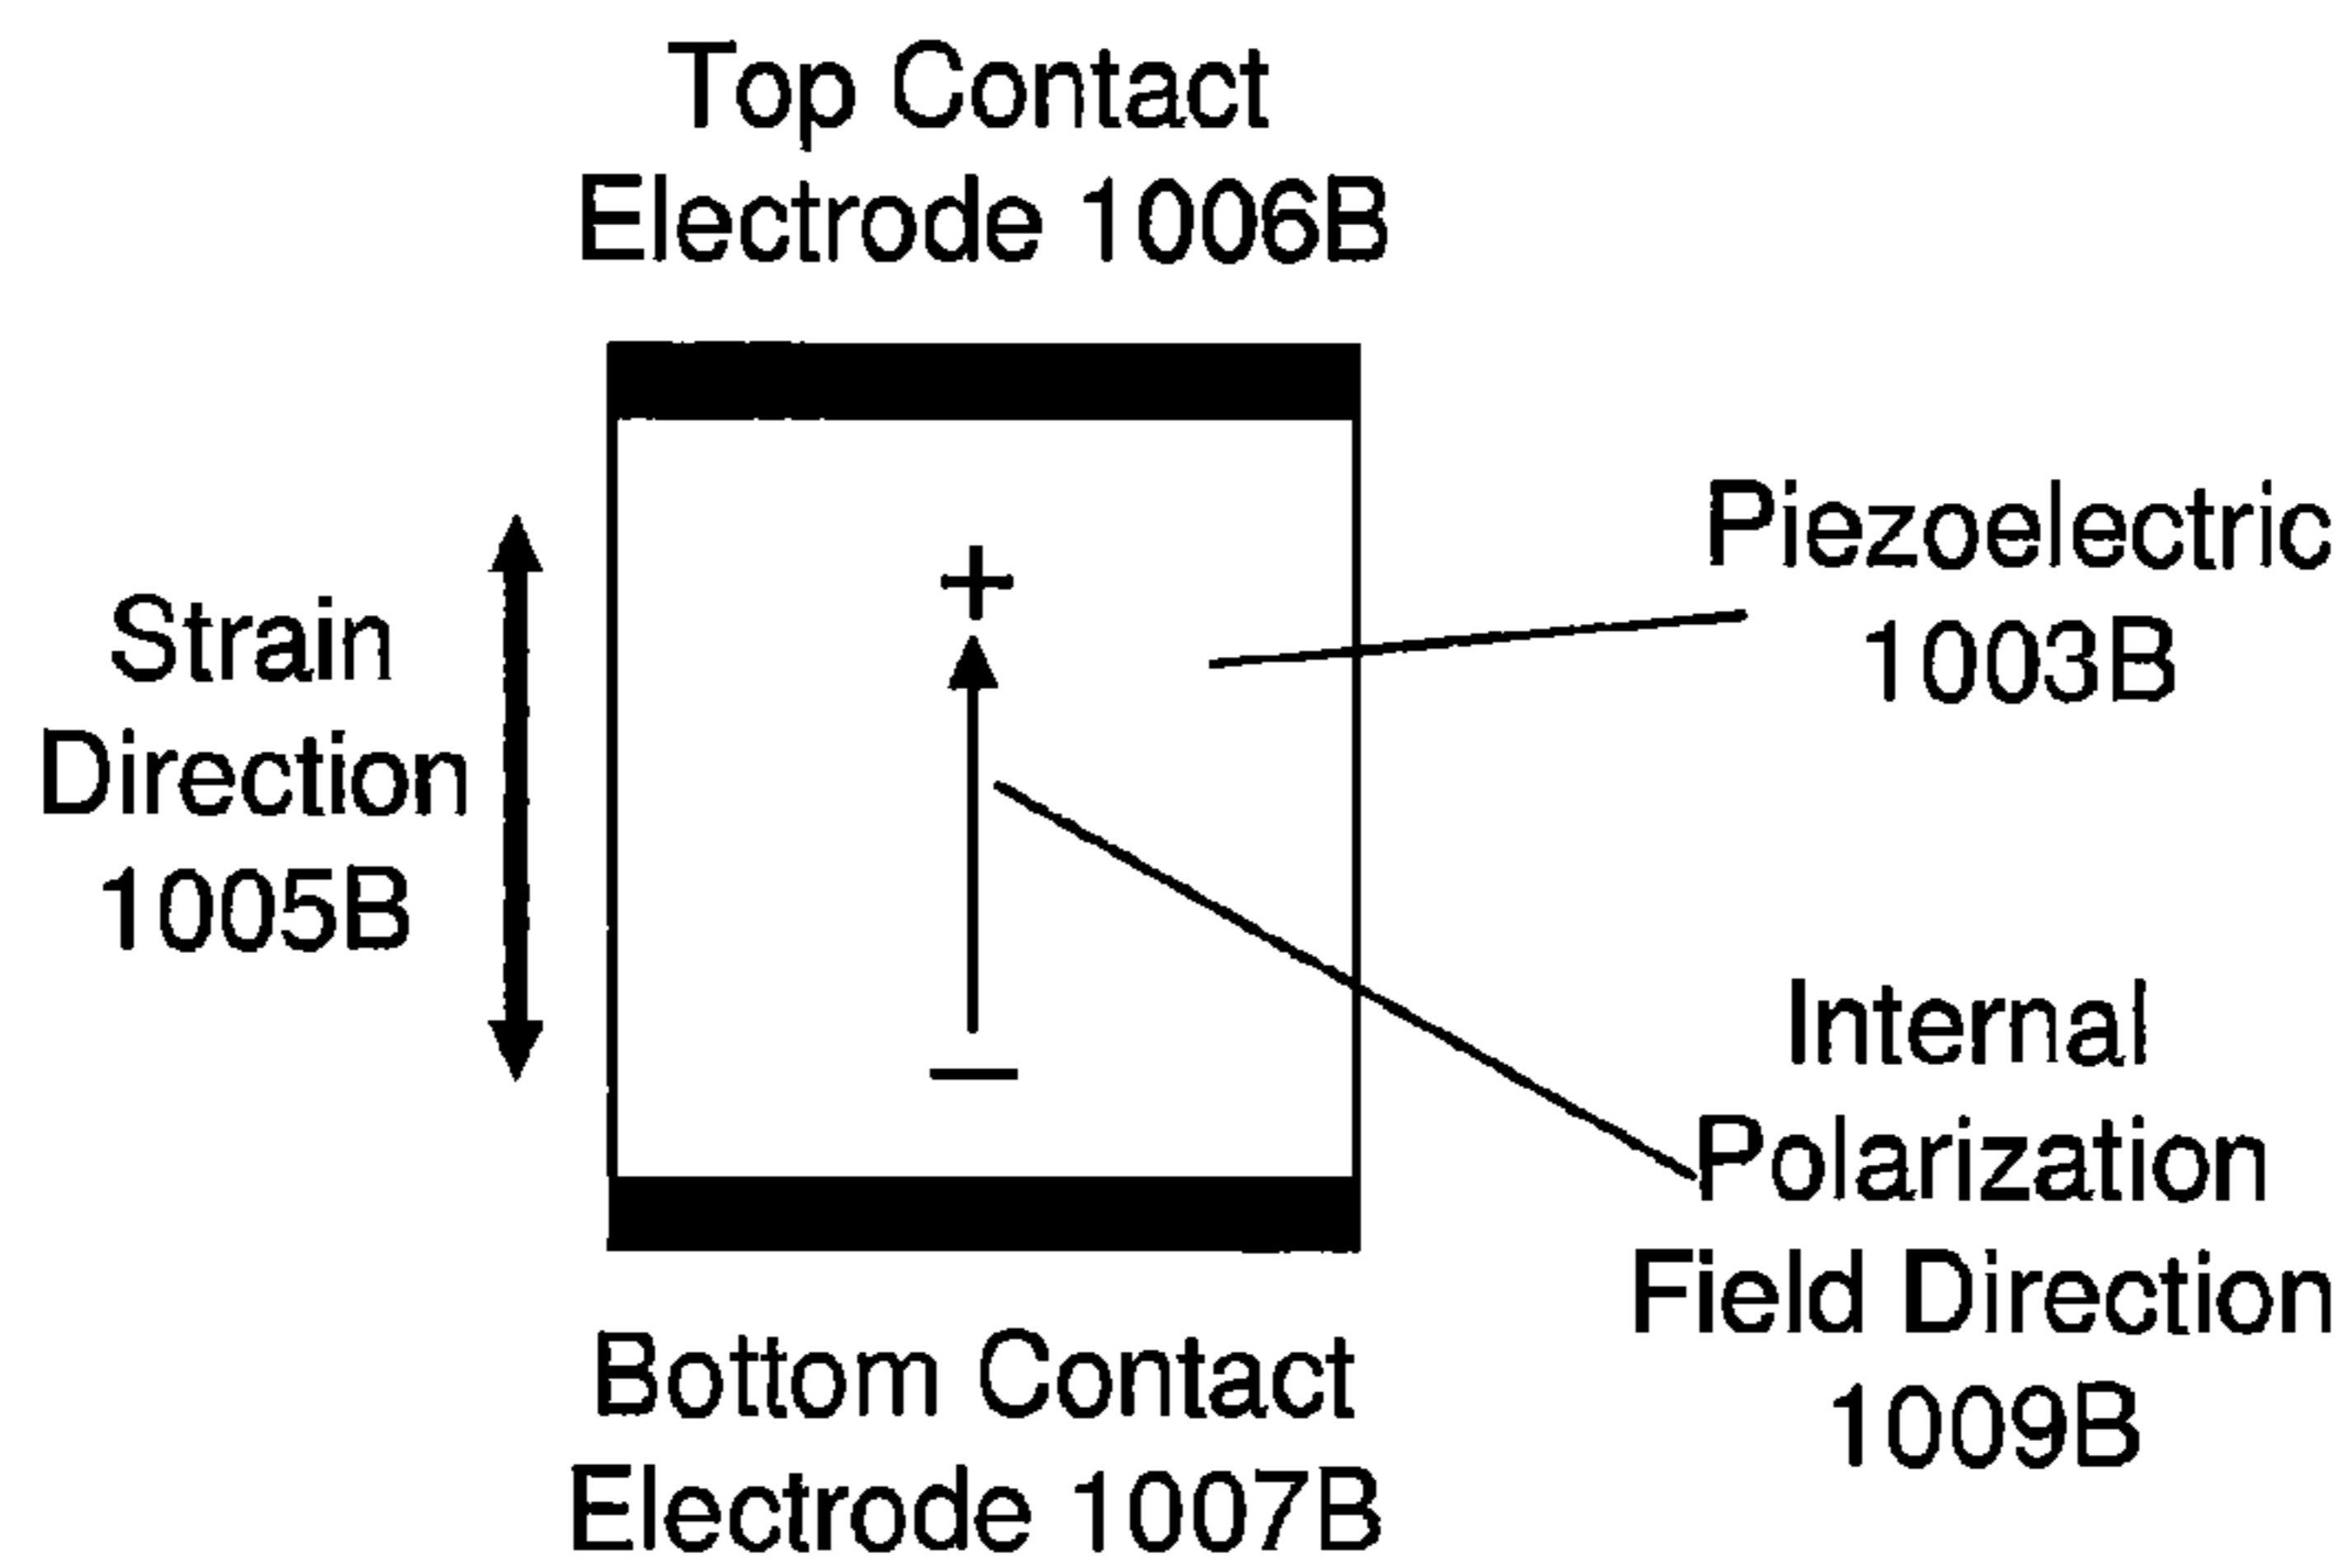 Top Contact
Electrode 1006B
Strain
Direction
1005B
+
−
Piezoelectric
1003B
Internal
Polarization
Field Direction
1009B
Bottom Contact
Electrode 1007B